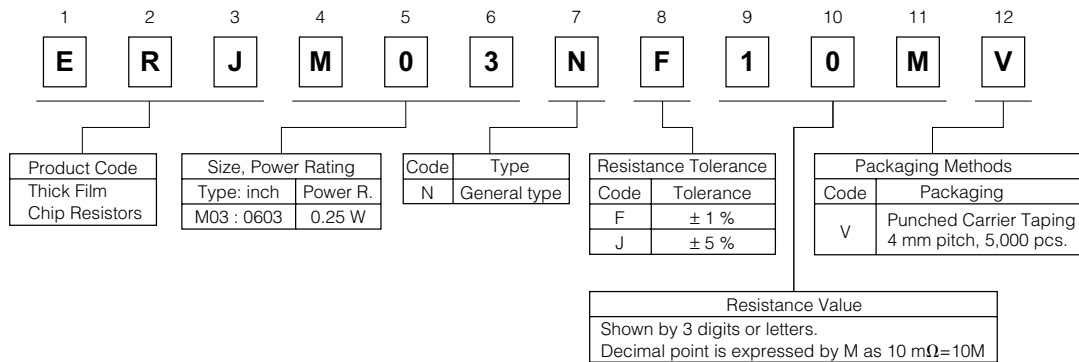 1 2 3 4 5 6 7 8 9 10 11 12
E R J M 0 3 N F 1 0 M V
Product Code
Thick Film
Chip Resistors
Size, Power Rating
Type: inch Power R.
M03 : 0603 0.25 W
Code Type
N General type
Resistance Tolerance
Code Tolerance
F ± 1 %
J ± 5 %
Packaging Methods
Code Packaging
V Punched Carrier Taping
4 mm pitch, 5,000 pcs.
Resistance Value
Shown by 3 digits or letters.
Decimal point is expressed by M as 10 mΩ=10M